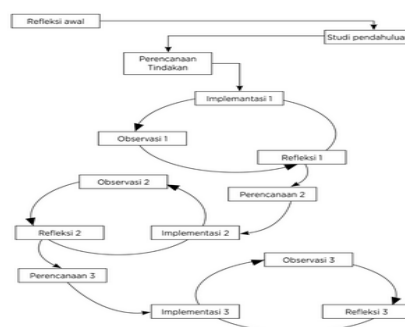 Refleksi awal
Studi pendahulua
Perencanaan
Tindakan
Implemantasi 1
Observasi 1
Refleksi 1
Perencanaan 2
Observasi 2
Refleksi 2
Implementasi 2
Perencanaan 3
Observasi 3
Implementasi 3
Refleksi 3